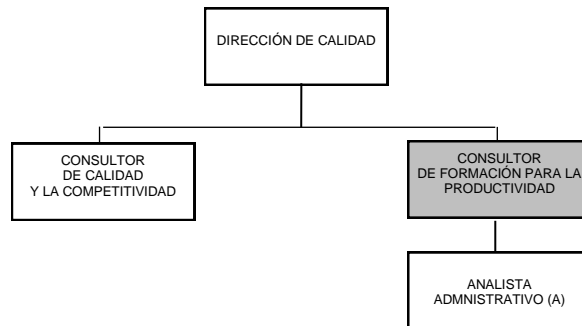 DIRECCIÓN DE CALIDAD
CONSULTOR
DE CALIDAD
Y LA COMPETITIVIDAD
CONSULTOR
DE FORMACIÓN PARA LA
PRODUCTIVIDAD
ANALISTA
ADMNISTRATIVO (A)